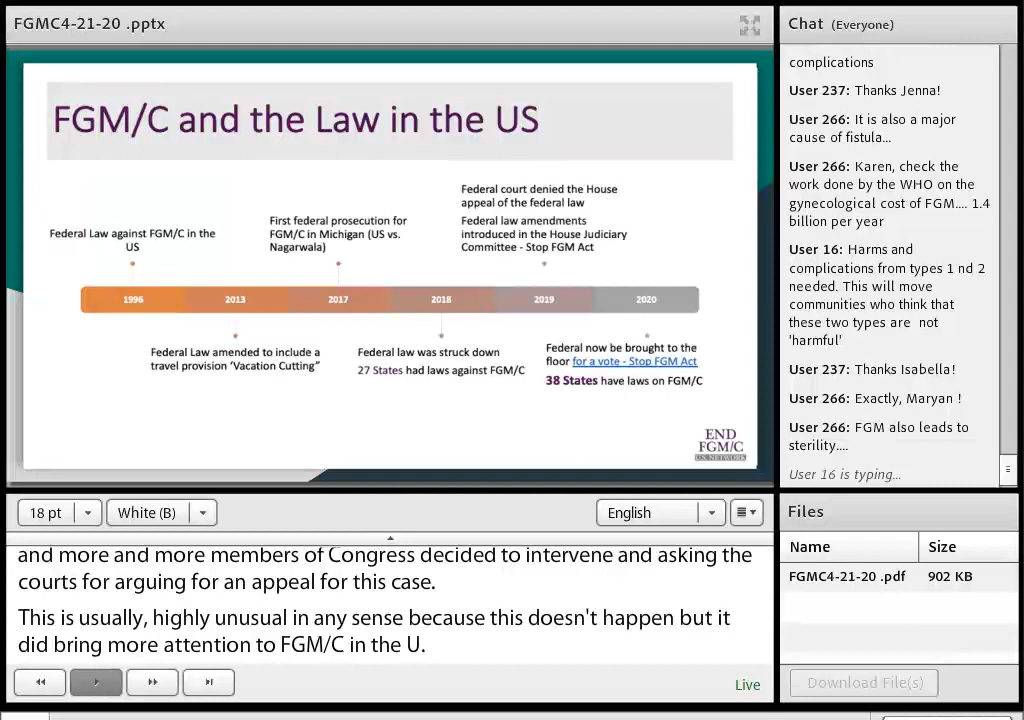 FGMC4-21-20 .pptx
FGM/C and the Law in the US
Federal Law against FGM/C in the
US
First federal prosecution for
FGM/C in Michigan (US vs.
Nagarwala)
Federal court denied the House
appeal of the federal law
Federal law amendments
introduced in the House Judiciary
Committee - Stop FGM Act
1996
2013
2017
2018
2019
2020
Federal Law amended to include a
travel provision ‘Vacation Cutting”
Federal law was struck down
27 States had laws against FGM/C
Federal now be brought to the
floor for a vote - Stop FGM Act
38 States have laws on FGM/C
END
FGM/C
U.S. NETWORK
Chat (Everyone)
complications
User 237: Thanks Jenna!
User 266: It is also a major
cause of fistula...
User 266: Karen, check the
work done by the WHO on the
gynecological cost of FGM.... 1.4
billion per year
User 16: Harms and
complications from types 1 nd 2
needed. This will move
communities who think that
these two types are not
'harmful'
User 237: Thanks Isabella!
User 266: Exactly, Maryan !
User 266: FGM also leads to
sterility....
User 16 is typing...
18 pt
White (B)
English
and more and more members of Congress decided to intervene and asking the
courts for arguing for an appeal for this case.
This is usually, highly unusual in any sense because this doesn't happen but it
did bring more attention to FGM/C in the U.
Live
Files
Name Size
FGMC4-21-20 .pdf 902 KB
Download File(s)